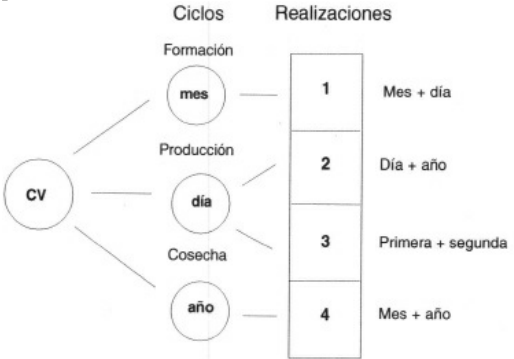 Ciclos Realizaciones
Formación
mes
1
Mes + día
Producción
2
Día + año
CV
día
3
Primera + segunda
Cosecha
año
4
Mes + año